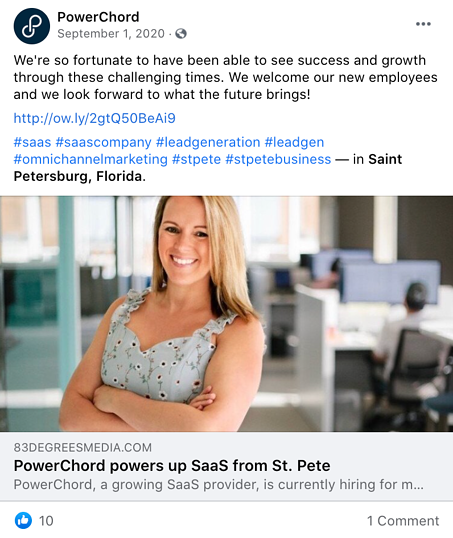 PowerChord
September 1, 2020 ·
We're so fortunate to have been able to see success and growth
through these challenging times. We welcome our new employees
and we look forward to what the future brings!
http://ow.ly/2gtQ50BeAi9
#saas #saascompany #leadgeneration #leadgen
#omnichannelmarketing #stpete #stpetebusiness — in Saint
Petersburg, Florida.
83DEGREESMEDIA.COM
PowerChord powers up SaaS from St. Pete
PowerChord, a growing SaaS provider, is currently hiring for m...
10
1 Comment